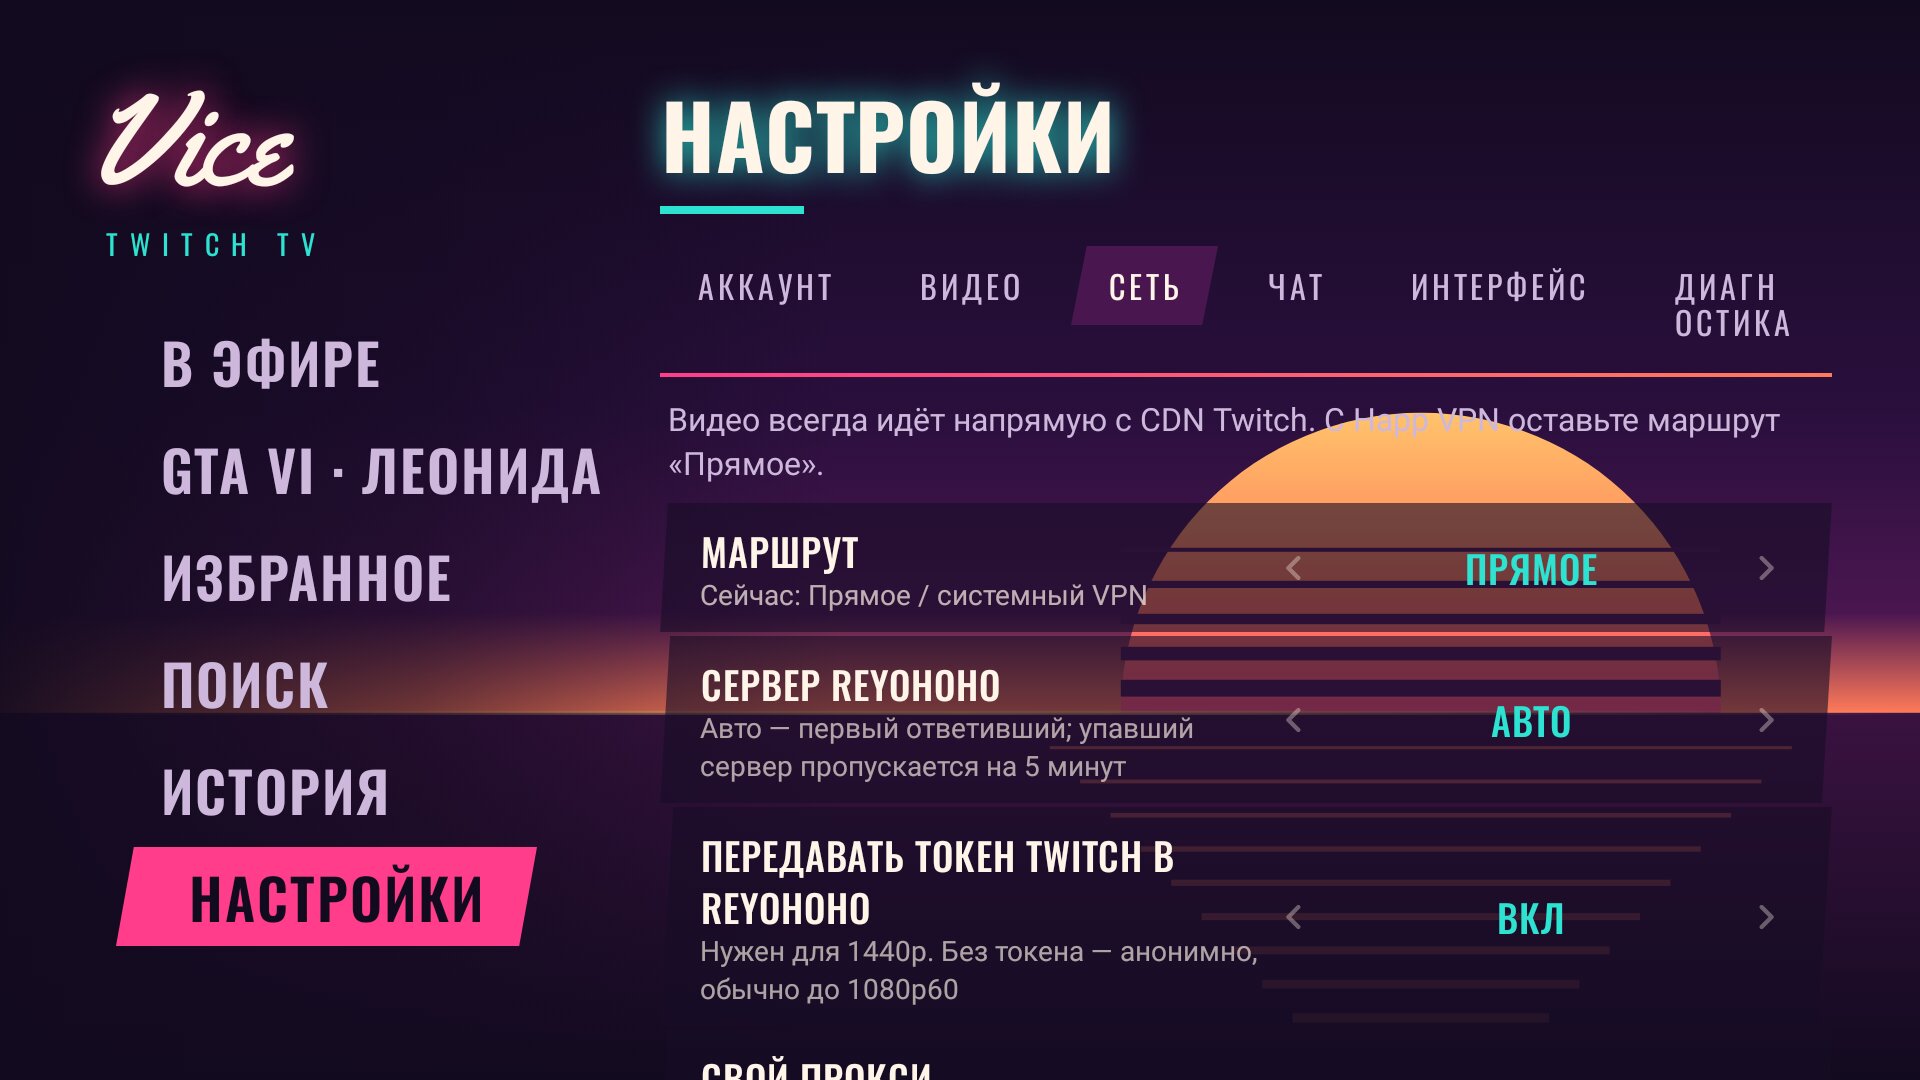 Vice
TWITCH TV
В ЭФИРЕ
GTA VI · ЛЕОНИДА
ИЗБРАННОЕ
ПОИСК
ИСТОРИЯ
НАСТРОЙКИ
НАСТРОЙКИ
АККАУНТ ВИДЕО СЕТЬ ЧАТ ИНТЕРФЕЙС ДИАГН
ОСТИКА
Видео всегда идёт напрямую с CDN Twitch. С Happ VPN оставьте маршрут
«Прямое».
МАРШРУТ
Сейчас: Прямое / системный VPN
ПРЯМОЕ
СЕРВЕР REYOHOHO
Авто — первый ответивший; упавший
сервер пропускается на 5 минут
АВТО
ПЕРЕДАВАТЬ ТОКЕН TWITCH В
REYOHOHO
Нужен для 1440p. Без токена — анонимно,
обычно до 1080p60
ВКЛ
СВОЙ ПРОКСИ